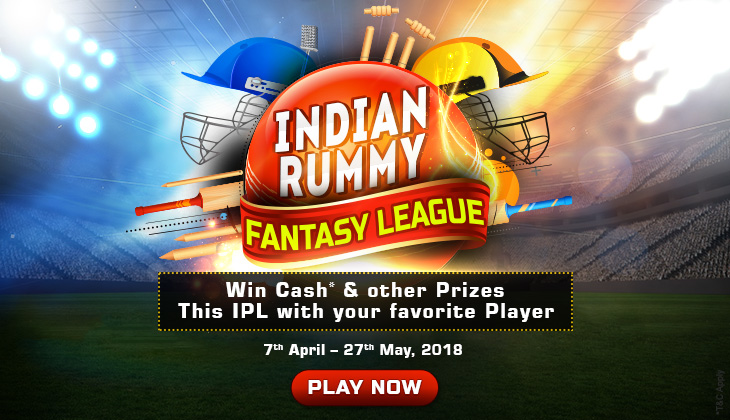 INDIAN
RUMMY
FANTASY LEAGUE
Win Cash* & other Prizes
This IPL with your favorite Player
7th April – 27th May, 2018
PLAY NOW
*T&C Apply